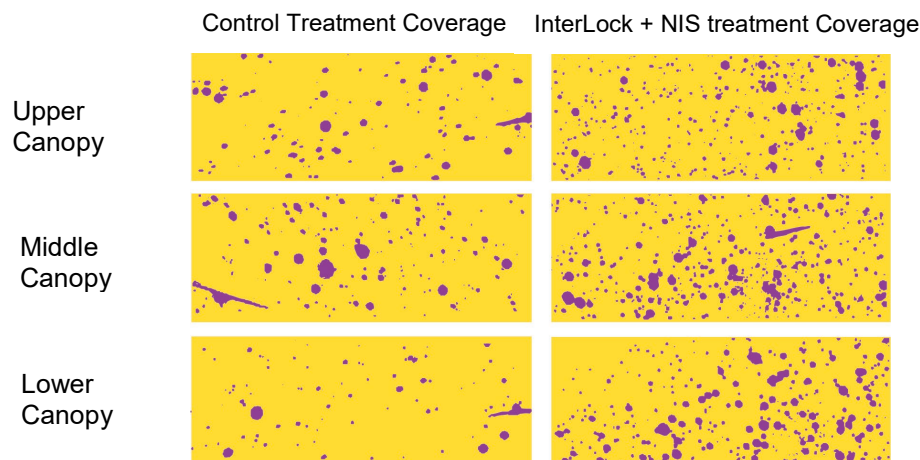 Control Treatment Coverage
InterLock + NIS treatment Coverage
Upper
Canopy
Middle
Canopy
Lower
Canopy